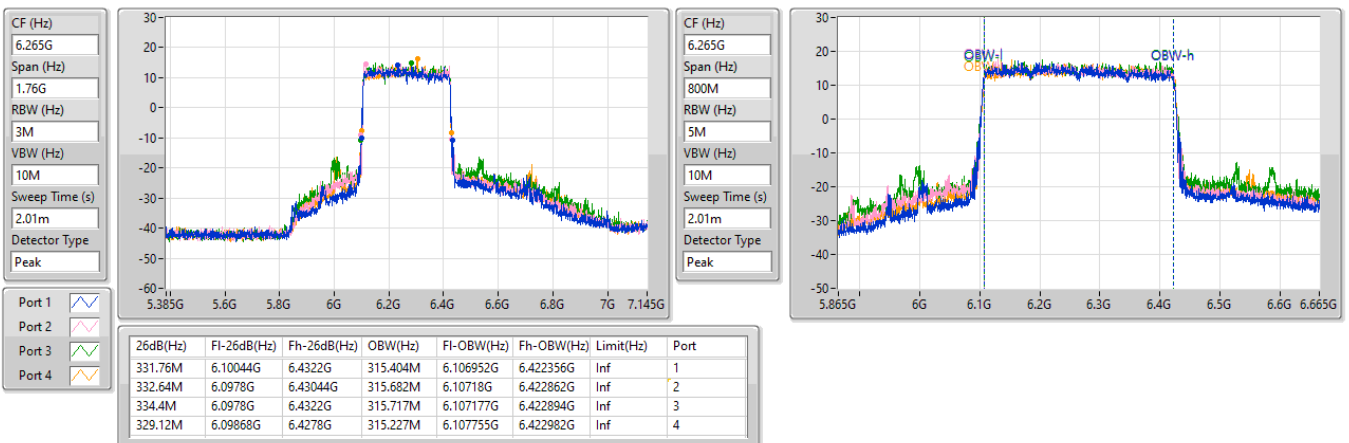 CF (Hz)
6.265G
Span (Hz)
1.76G
RBW (Hz)
3M
VBW (Hz)
10M
Sweep Time (s)
2.01m
Detector Type
Peak
30
20
10
0
-10
-20
-30
-40
-50
-60
5.385G 5.6G 5.8G 6G 6.2G 6.4G 6.6G 6.8G 7G 7.145G
CF (Hz)
6.265G
Span (Hz)
800M
RBW (Hz)
5M
VBW (Hz)
10M
Sweep Time (s)
2.01m
Detector Type
Peak
30
20
10
0
-10
-20
-30
-40
-50
OBW-l OBW-h
5.865G 6G 6.1G 6.2G 6.3G 6.4G 6.5G 6.6G 6.665G
Port 1
Port 2
Port 3
Port 4
26dB(Hz) Fl-26dB(Hz) Fh-26dB(Hz) OBW(Hz) Fl-OBW(Hz) Fh-OBW(Hz) Limit(Hz) Port
331.76M 6.10044G 6.4322G 315.404M 6.106952G 6.422356G Inf 1
332.64M 6.0978G 6.43044G 315.682M 6.10718G 6.422862G Inf 2
334.4M 6.0978G 6.4322G 315.717M 6.107177G 6.422894G Inf 3
329.12M 6.09868G 6.4278G 315.227M 6.107755G 6.422982G Inf 4